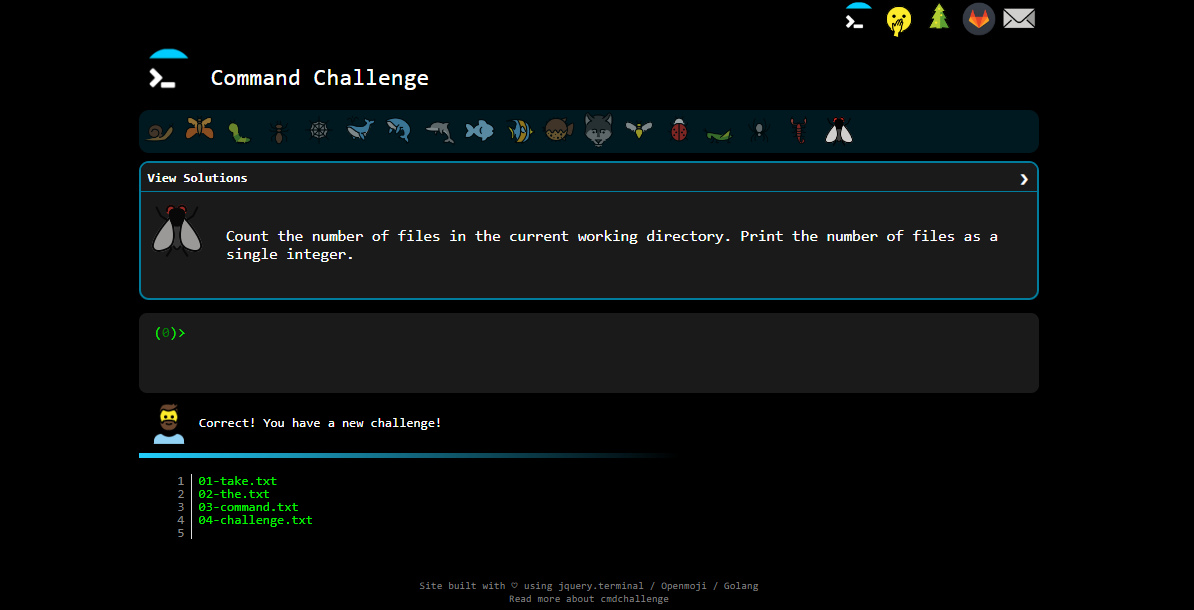 Command Challenge
View Solutions
Count the number of files in the current working directory. Print the number of files as a
single integer.
(0)>
Correct! You have a new challenge!
1 01-take.txt
2 02-the.txt
3 03-command.txt
4 04-challenge.txt
5
Site built with ♡ using jquery.terminal / Openmoji / Golang
Read more about cmdchallenge